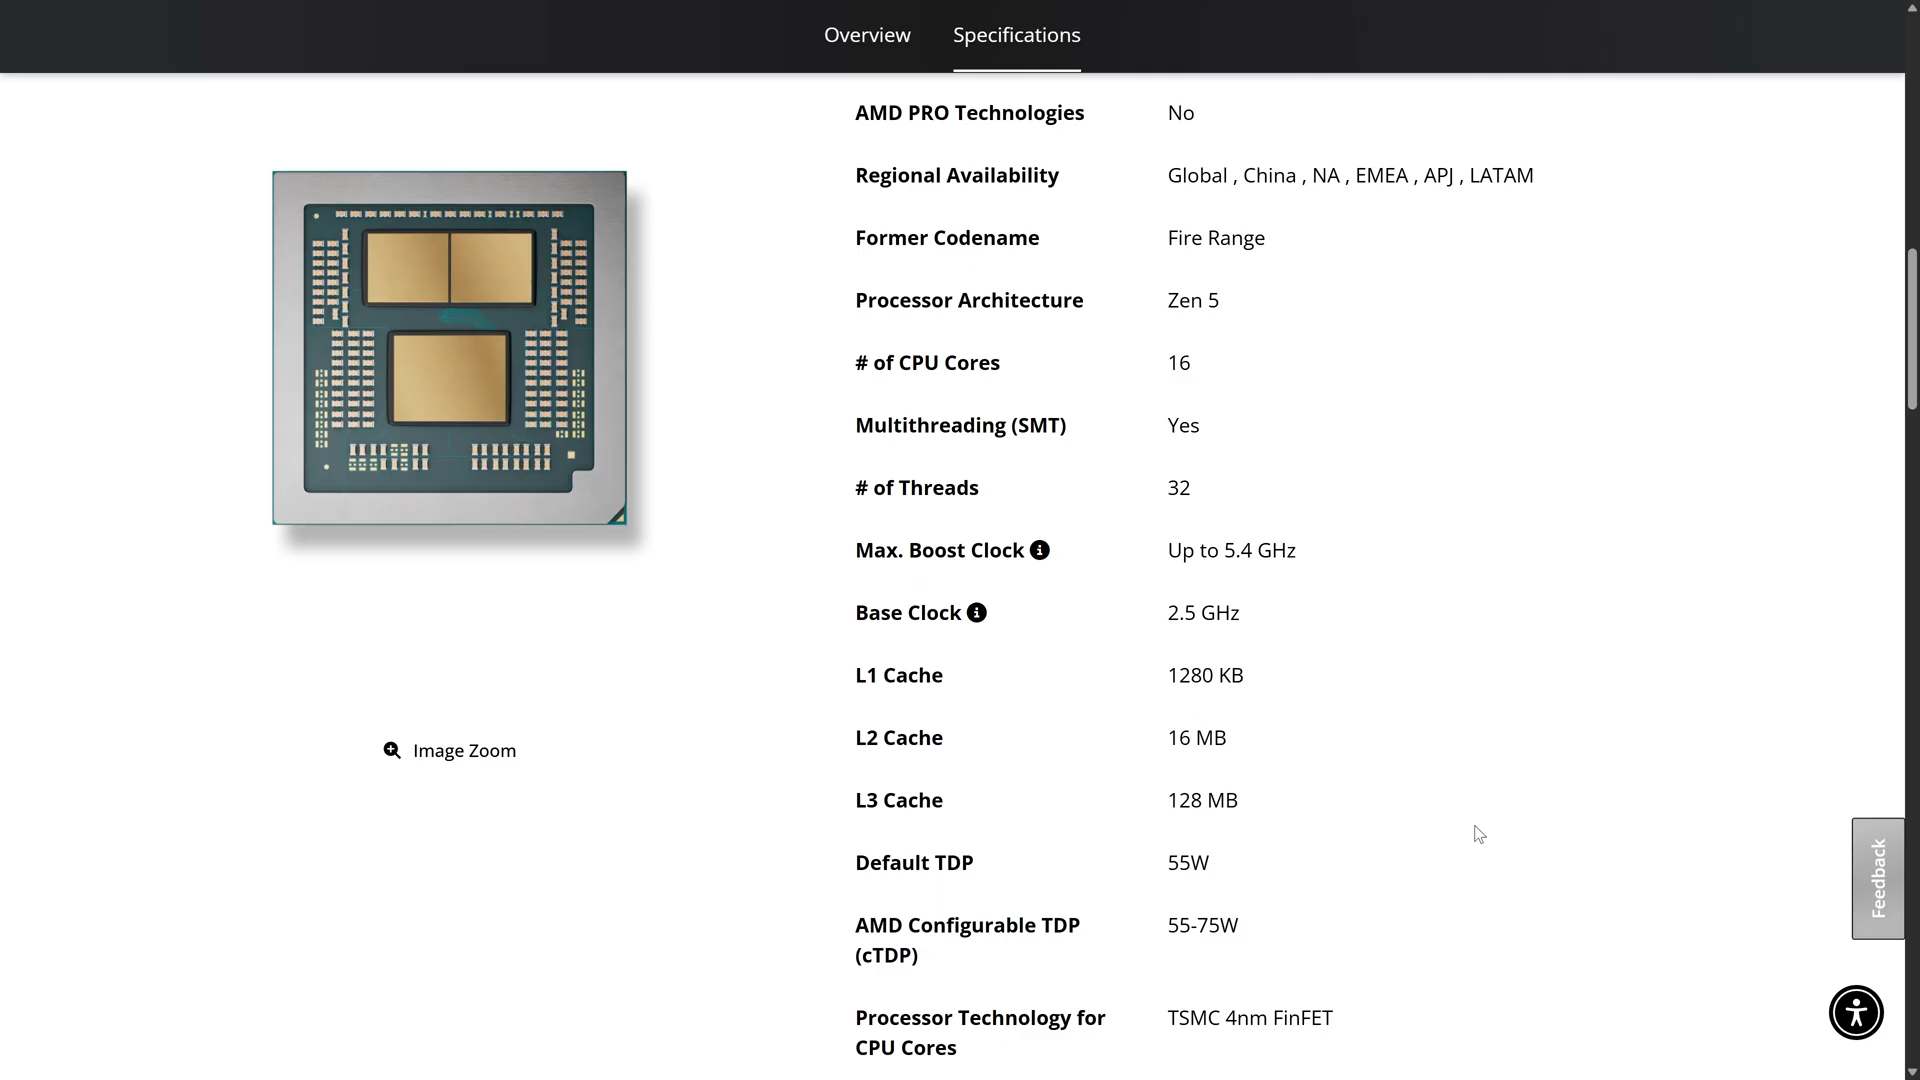 Overview Specifications
AMD PRO Technologies No
Regional Availability Global , China , NA , EMEA , APJ , LATAM
Former Codename Fire Range
Processor Architecture Zen 5
# of CPU Cores 16
Multithreading (SMT) Yes
# of Threads 32
Max. Boost Clock Up to 5.4 GHz
Base Clock 2.5 GHz
L1 Cache 1280 KB
Image Zoom
L2 Cache 16 MB
L3 Cache 128 MB
Default TDP 55W
Feedback
AMD Configurable TDP 55-75W
(cTDP)
Processor Technology for TSMC 4nm FinFET
CPU Cores